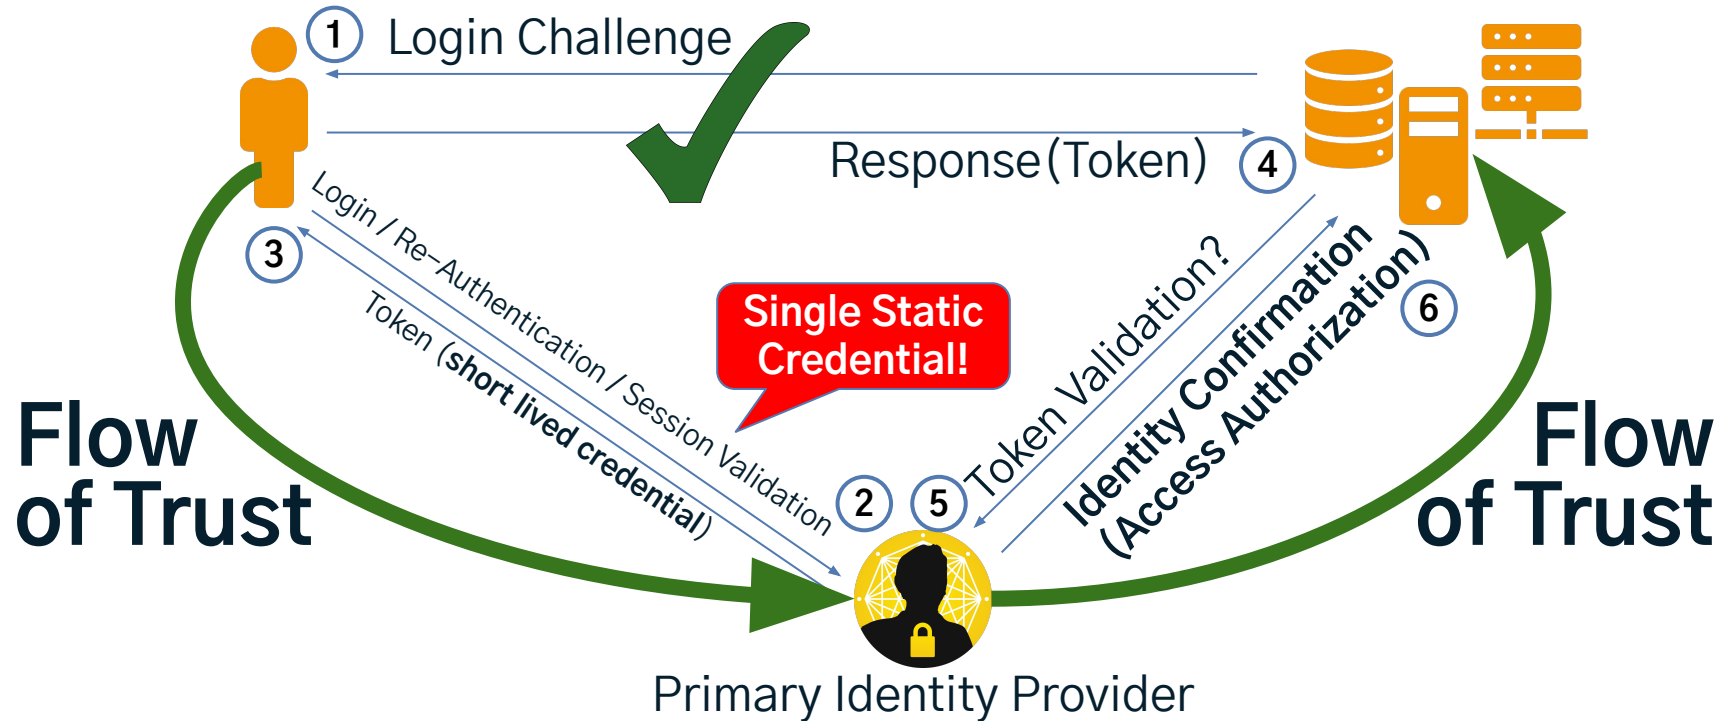 1
Login Challenge
Response (Token)
4
3
Login / Re-Authentication / Session Validation
Token (short lived credential)
Single Static
Credential!
Token Validation?
Identity Confirmation
(Access Authorization)
6
Flow
of Trust
Flow
of Trust
2
5
Primary Identity Provider